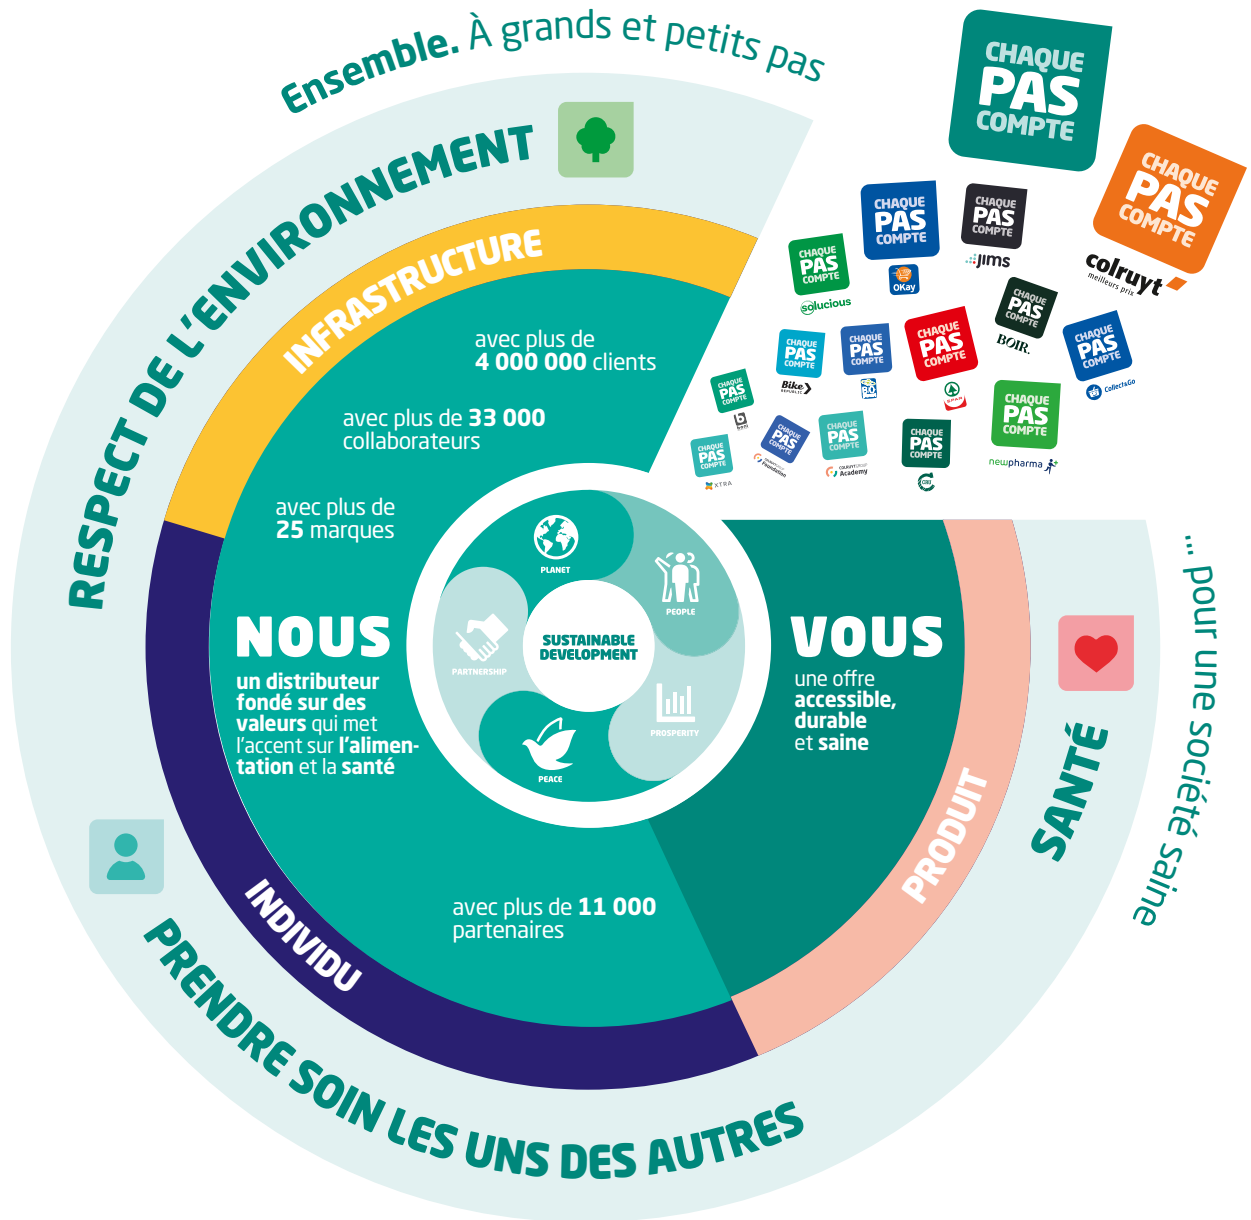 Ensemble. À grands et petits pas
... pour une société saine
RESPECT DE L'ENVIRONNEMENT
PRENDRE SOIN LES UNS DES AUTRES
SANTÉ
INFRASTRUCTURE
INDIVIDU
PRODUIT
avec plus de
4 000 000 clients
avec plus de 33 000
collaborateurs
avec plus de
25 marques
NOUS
un distributeur
fondé sur des
valeurs qui met
l'accent sur l'alimen-
tation et la santé
avec plus de 11 000
partenaires
VOUS
une offre
accessible,
durable
et saine
SUSTAINABLE
DEVELOPMENT
PLANET
PEOPLE
PROSPERITY
PEACE
PARTNERSHIP
CHAQUE
PAS
COMPTE
CHAQUE
PAS
COMPTE
colruyt
meilleurs prix
CHAQUE
PAS
COMPTE
OKay
CHAQUE
PAS
COMPTE
JIMS
CHAQUE
PAS
COMPTE
solucious
CHAQUE
PAS
COMPTE
BOIR.
CHAQUE
PAS
COMPTE
Collect&Go
CHAQUE
PAS
COMPTE
SPAR
CHAQUE
PAS
COMPTE
Bike
REPUBLIC
CHAQUE
PAS
COMPTE
CHAQUE
PAS
COMPTE
CHAQUE
PAS
COMPTE
newpharma
CHAQUE
PAS
COMPTE
XTRA
CHAQUE
PAS
COMPTE
Foundation
CHAQUE
PAS
COMPTE
COLRUYTGROUP
Academy
CHAQUE
PAS
COMPTE